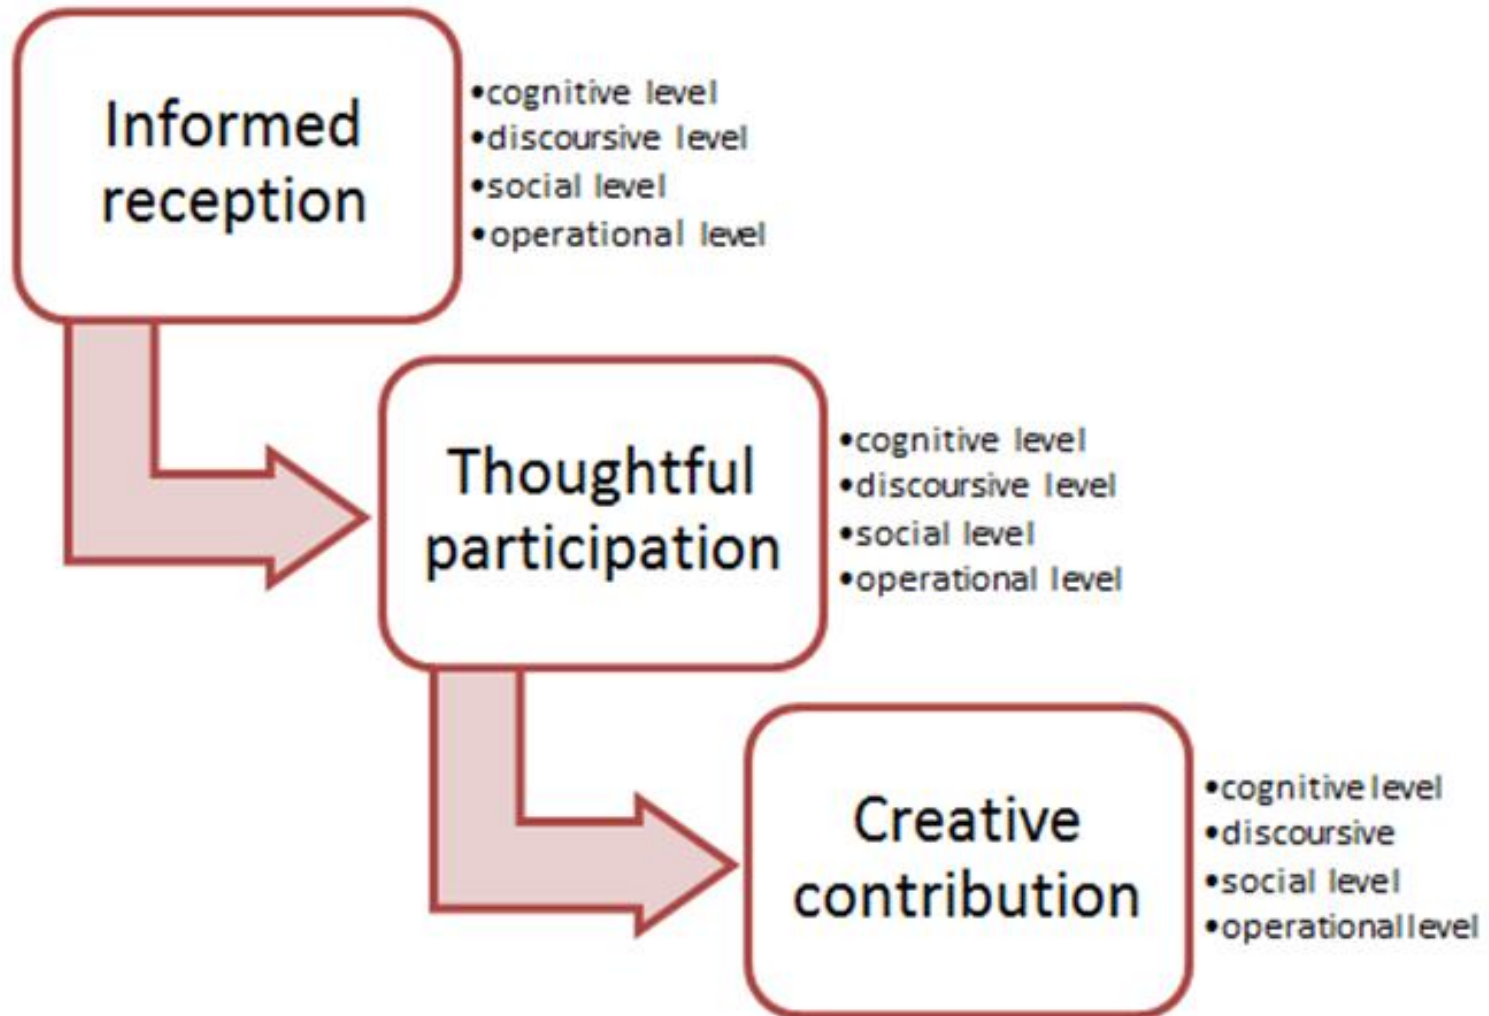 Informed
reception
•cognitive level
•discoursive level
•social level
•operational level
Thoughtful
participation
•cognitive level
•discoursive level
•social level
•operational level
Creative
contribution
•cognitive level
•discoursive
•social level
•operational level